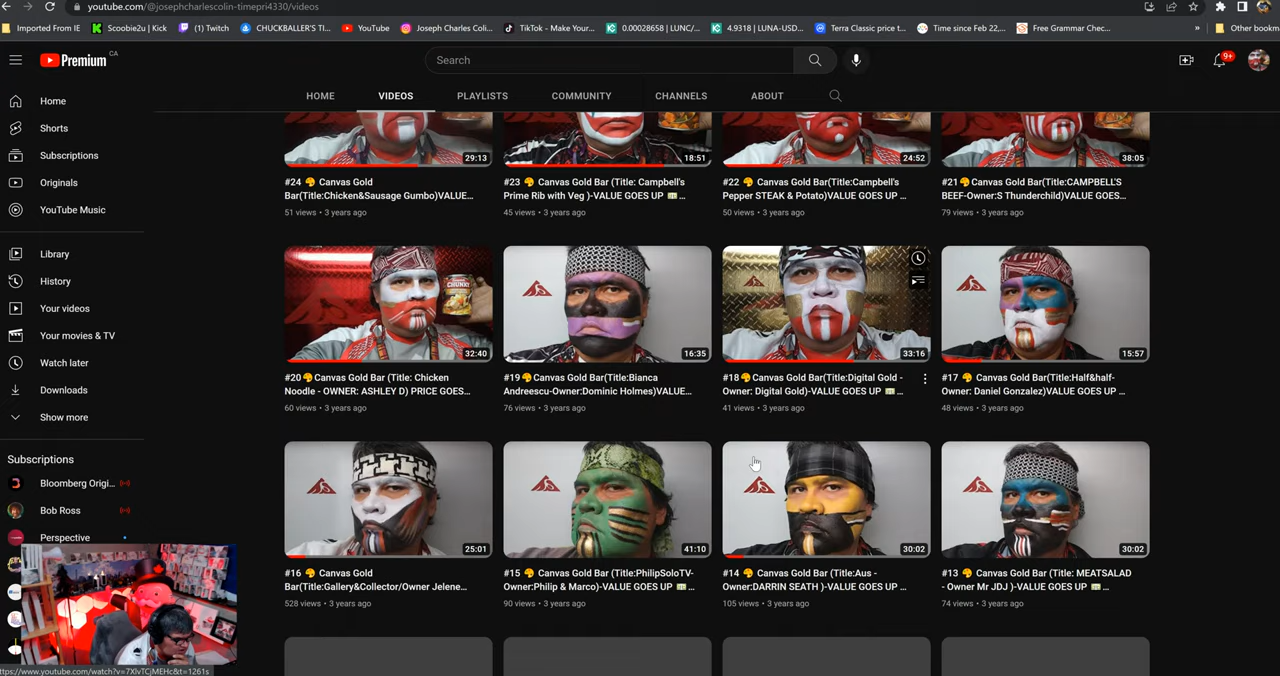 youtube.com/@josephcharlescolin-timepri4330/videos
Imported From IE
Scoobie2u | Kick
(1) Twitch
CHUCKBALLER'S TI...
YouTube
Joseph Charles Coli...
TikTok - Make Your...
0.00028658 | LUNC/...
4.9318 | LUNA-USD...
Terra Classic price t...
Time since Feb 22,...
Free Grammar Chec...
»
Other bookm
Premium CA
Search
9+
HOME
VIDEOS
PLAYLISTS
COMMUNITY
CHANNELS
ABOUT
Home
Shorts
Subscriptions
Originals
YouTube Music
Library
History
Your videos
Your movies & TV
Watch later
Downloads
Show more
Subscriptions
Bloomberg Origi...
Bob Ross
Perspective
29:13
#24 Canvas Gold
Bar(Title:Chicken&Sausage Gumbo)VALUE...
51 views • 3 years ago
18:51
#23 Canvas Gold Bar (Title: Campbell's
Prime Rib with Veg )-VALUE GOES UP ...
45 views • 3 years ago
24:52
#22 Canvas Gold Bar(Title:Campbell's
Pepper STEAK & Potato)VALUE GOES UP ...
50 views • 3 years ago
38:05
#21 Canvas Gold Bar(Title:CAMPBELL'S
BEEF-Owner:S Thunderchild)VALUE GOES...
79 views • 3 years ago
CHUNKY
32:40
#20 Canvas Gold Bar (Title: Chicken
Noodle - OWNER: ASHLEY D) PRICE GOES...
60 views • 3 years ago
16:35
#19 Canvas Gold Bar(Title:Bianca
Andreescu-Owner:Dominic Holmes)VALUE...
76 views • 3 years ago
33:16
#18 Canvas Gold Bar(Title:Digital Gold -
Owner: Digital Gold)-VALUE GOES UP ...
41 views • 3 years ago
15:57
#17 Canvas Gold Bar(Title:Half&half-
Owner: Daniel Gonzalez)VALUE GOES UP ...
48 views • 3 years ago
25:01
#16 Canvas Gold
Bar(Title:Gallery&Collector/Owner Jelene...
528 views • 3 years ago
41:10
#15 Canvas Gold Bar (Title:PhilipSoloTV-
Owner:Philip & Marco)-VALUE GOES UP ...
90 views • 3 years ago
30:02
#14 Canvas Gold Bar (Title:Aus -
Owner:DARRIN SEATH )-VALUE GOES UP ...
105 views • 3 years ago
30:02
#13 Canvas Gold Bar (Title: MEATSALAD
- Owner Mr JDJ )-VALUE GOES UP ...
74 views • 3 years ago
ttps://www.youtube.com/watch?v=7XlvTCjMEHc&t=1261s